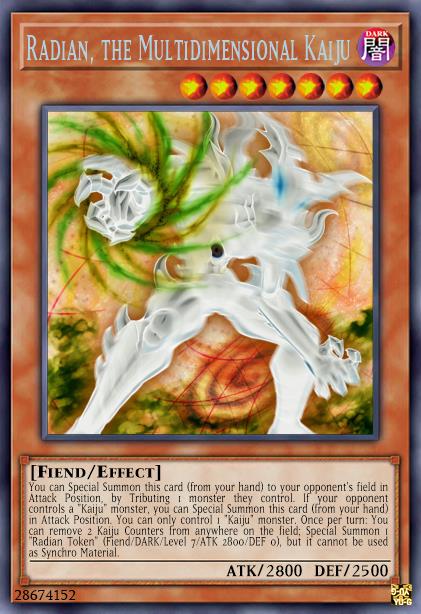 Radian, the Multidimensional Kaiju
DARK
闇
[Fiend/Effect]
You can Special Summon this card (from your hand) to your opponent's field in
Attack Position, by Tributing 1 monster they control. If your opponent
controls a "Kaiju" monster, you can Special Summon this card (from your hand)
in Attack Position. You can only control 1 "Kaiju" monster. Once per turn: You
can remove 2 Kaiju Counters from anywhere on the field; Special Summon 1
"Radian Token" (Fiend/DARK/Level 7/ATK 2800/DEF 0), but it cannot be used
as Synchro Material.
ATK/2800 DEF/2500
28674152